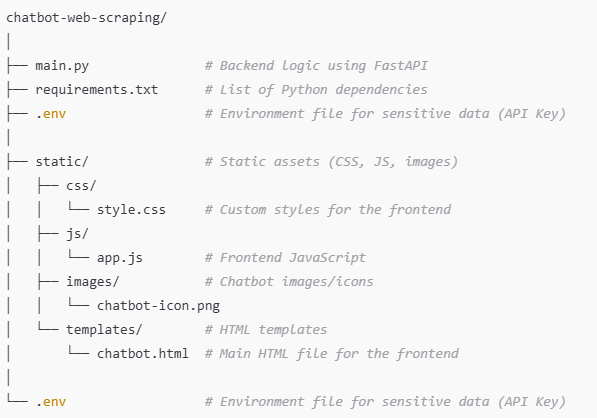 chatbot-web-scraping/
│
├── main.py               # Backend Logic using FastAPI
├── requirements.txt      # List of Python dependencies
├── .env                  # Environment file for sensitive data (API Key)
│
├── static/               # Static assets (CSS, JS, images)
│   ├── css/
│   │   └── style.css     # Custom styles for the frontend
│   ├── js/
│   │   └── app.js        # Frontend JavaScript
│   ├── images/           # Chatbot images/icons
│   │   └── chatbot-icon.png
│   └── templates/        # HTML templates
│       └── chatbot.html  # Main HTML file for the frontend
│
└── .env                  # Environment file for sensitive data (API Key)